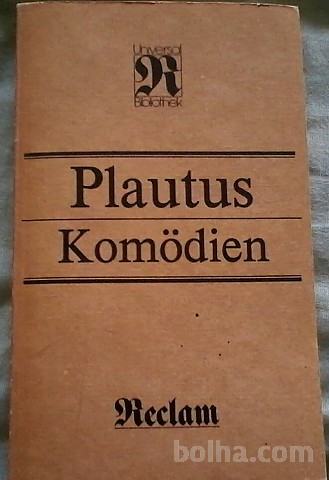 Universal
R
Bibliothek
Plautus
Komödien
Reclam
bolha.com